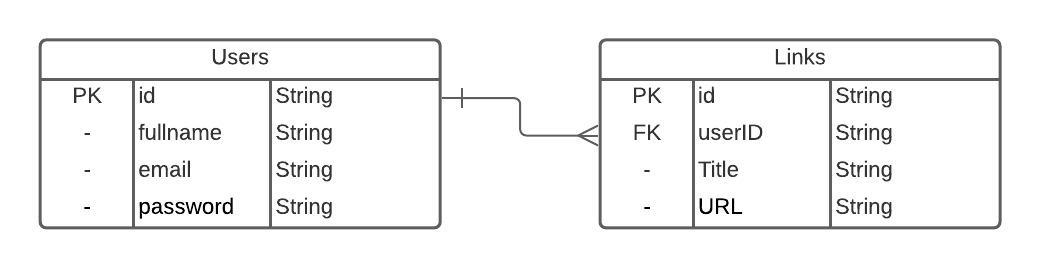 Users
PK id String
- fullname String
- email String
- password String
Links
PK id String
FK userID String
- Title String
- URL String